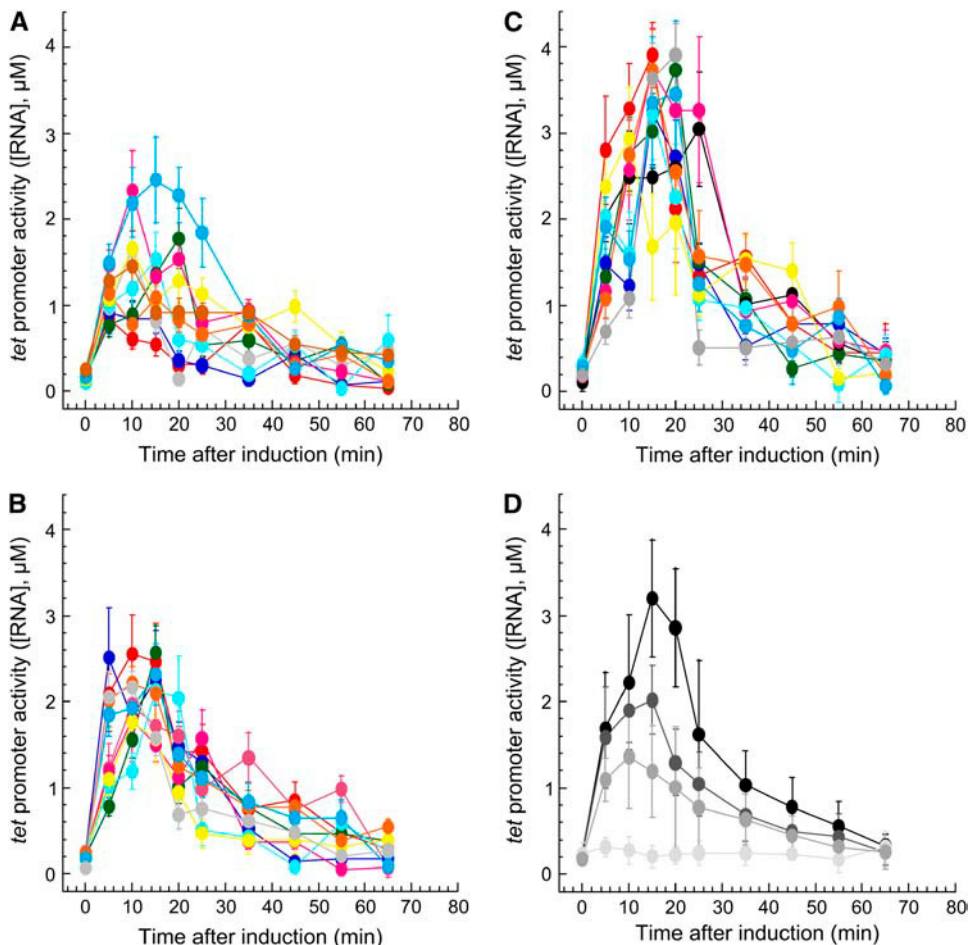 A
tet promoter activity ([RNA], μM)
4
3
2
1
0
0 10 20 30 40 50 60 70 80
Time after induction (min)
C
tet promoter activity ([RNA], μM)
4
3
2
1
0
0 10 20 30 40 50 60 70 80
Time after induction (min)
B
tet promoter activity ([RNA], μM)
4
3
2
1
0
0 10 20 30 40 50 60 70 80
Time after induction (min)
D
tet promoter activity ([RNA], μM)
4
3
2
1
0
0 10 20 30 40 50 60 70 80
Time after induction (min)